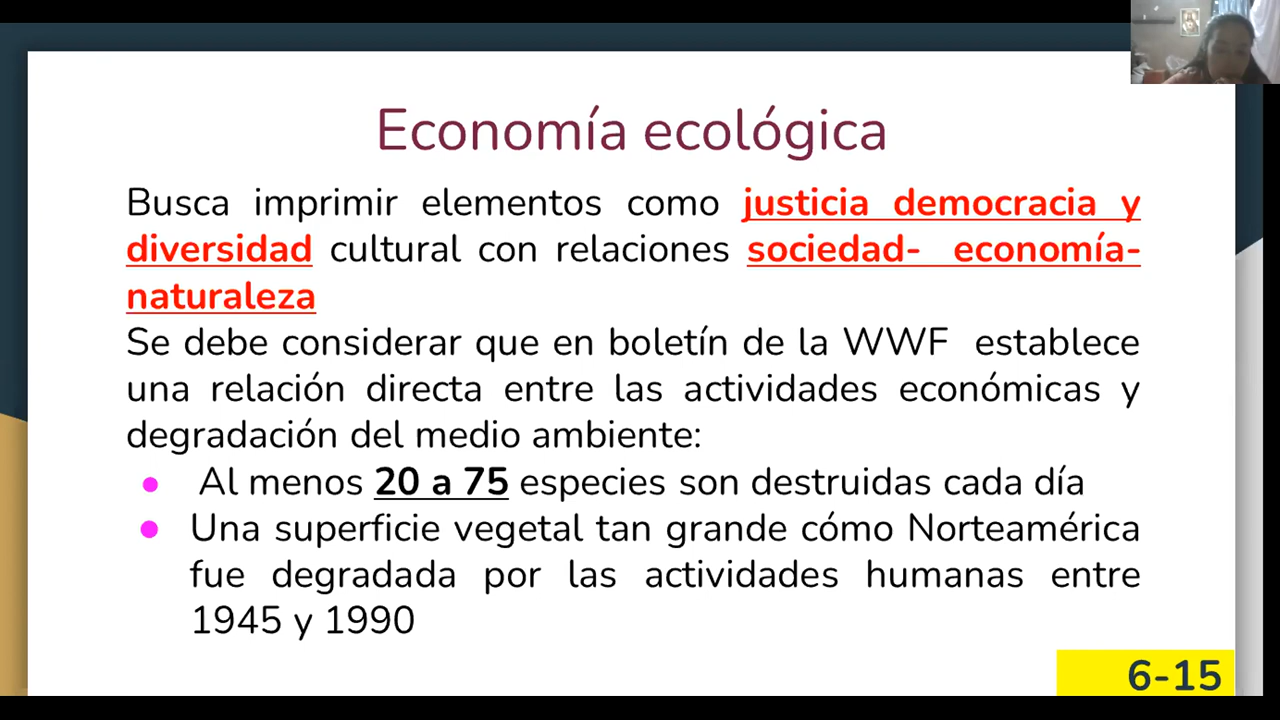 Economía ecológica
Busca imprimir elementos como justicia democracia y
diversidad cultural con relaciones sociedad- economía-
naturaleza
Se debe considerar que en boletín de la WWF establece
una relación directa entre las actividades económicas y
degradación del medio ambiente:
● Al menos 20 a 75 especies son destruidas cada día
● Una superficie vegetal tan grande cómo Norteamérica
fue degradada por las actividades humanas entre
1945 y 1990
6-15